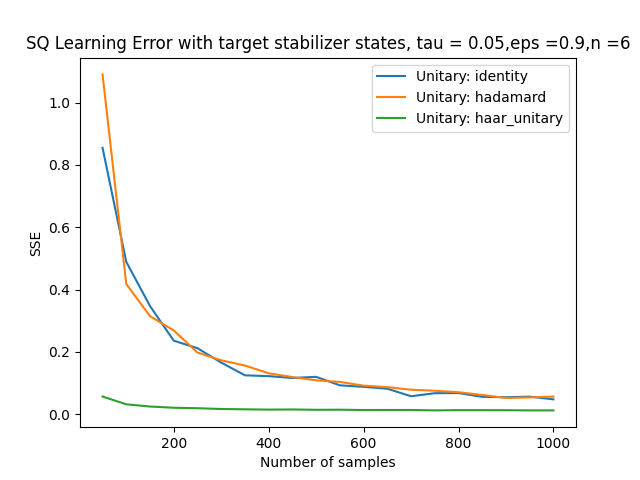 SQ Learning Error with target stabilizer states, tau = 0.05,eps =0.9,n =6
Unitary: identity
Unitary: hadamard
Unitary: haar_unitary
SSE
1.0
0.8
0.6
0.4
0.2
0.0
200
400
600
800
1000
Number of samples